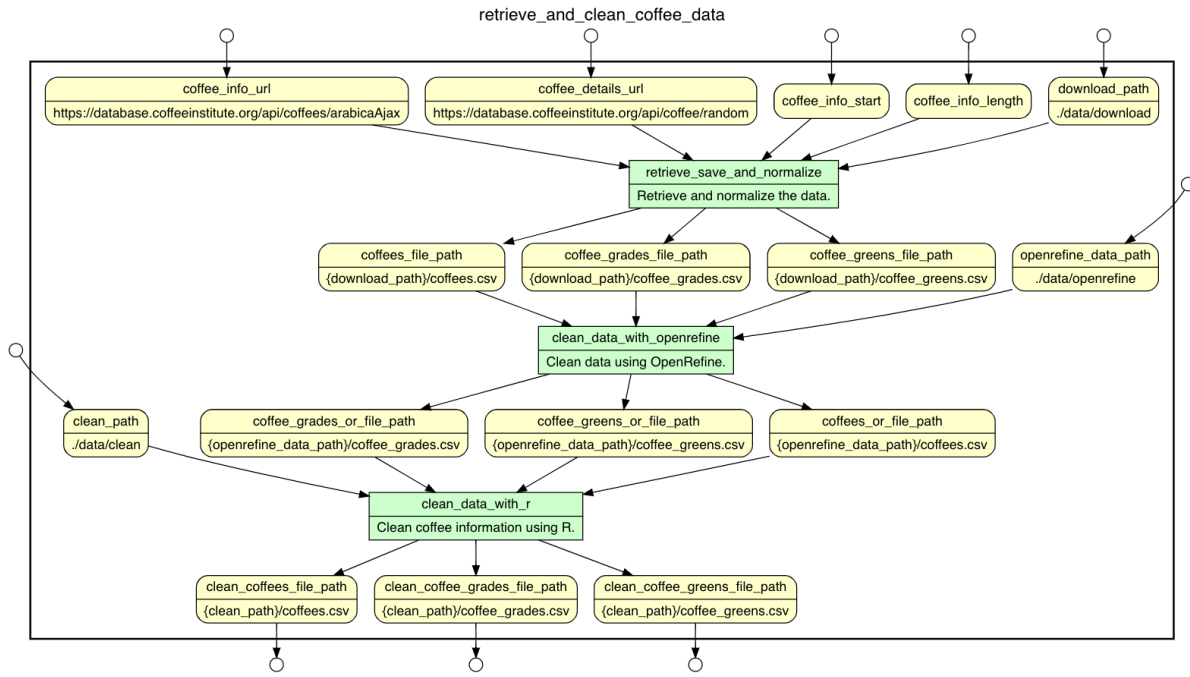 retrieve_and_clean_coffee_data
coffee_info_url
https://database.coffeeinstitute.org/api/coffees/arabicaAjax
coffee_details_url
https://database.coffeeinstitute.org/api/coffee/random
coffee_info_start
coffee_info_length
download_path
./data/download
retrieve_save_and_normalize
Retrieve and normalize the data.
coffees_file_path
{download_path}/coffees.csv
coffee_grades_file_path
{download_path}/coffee_grades.csv
coffee_greens_file_path
{download_path}/coffee_greens.csv
openrefine_data_path
./data/openrefine
clean_data_with_openrefine
Clean data using OpenRefine.
clean_path
./data/clean
coffee_grades_or_file_path
{openrefine_data_path}/coffee_grades.csv
coffee_greens_or_file_path
{openrefine_data_path}/coffee_greens.csv
coffees_or_file_path
{openrefine_data_path}/coffees.csv
clean_data_with_r
Clean coffee information using R.
clean_coffees_file_path
{clean_path}/coffees.csv
clean_coffee_grades_file_path
{clean_path}/coffee_grades.csv
clean_coffee_greens_file_path
{clean_path}/coffee_greens.csv